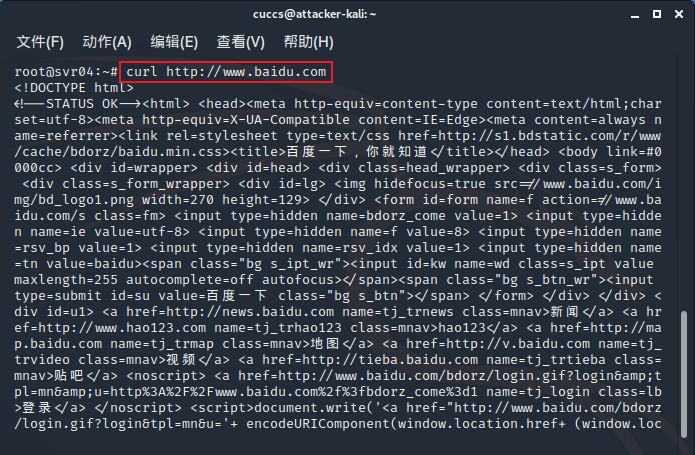 cuccs@attacker-kali: ~
文件(F) 动作(A) 编辑(E) 查看(V) 帮助(H)
root@svr04:~# curl http://www.baidu.com
<!DOCTYPE html>
<!--STATUS OK--><html> <head><meta http-equiv=content-type content=text/html;char
set=utf-8><meta http-equiv=X-UA-Compatible content=IE=Edge><meta content=always n
ame=referrer><link rel=stylesheet type=text/css href=http://s1.bdstatic.com/r/www
/cache/bdorz/baidu.min.css><title>百度一下，你就知道</title></head> <body link=#0
000cc> <div id=wrapper> <div id=head> <div class=head_wrapper> <div class=s_form>
 <div class=s_form_wrapper> <div id=lg> <img hidefocus=true src=//www.baidu.com/i
mg/bd_logo1.png width=270 height=129> </div> <form id=form name=f action=//www.ba
idu.com/s class=fm> <input type=hidden name=bdorz_come value=1> <input type=hidde
n name=ie value=utf-8> <input type=hidden name=f value=8> <input type=hidden name
=rsv_bp value=1> <input type=hidden name=rsv_idx value=1> <input type=hidden name
=tn value=baidu><span class="bg s_ipt_wr"><input id=kw name=wd class=s_ipt value 
maxlength=255 autocomplete=off autofocus></span><span class="bg s_btn_wr"><input 
type=submit id=su value=百度一下 class="bg s_btn"></span> </form> </div> </div> <
div id=u1> <a href=http://news.baidu.com name=tj_trnews class=mnav>新闻</a> <a hr
ef=http://www.hao123.com name=tj_trhao123 class=mnav>hao123</a> <a href=http://ma
p.baidu.com name=tj_trmap class=mnav>地图</a> <a href=http://v.baidu.com name=tj_
trvideo class=mnav>视频</a> <a href=http://tieba.baidu.com name=tj_trtieba class=
mnav>贴吧</a> <noscript> <a href=http://www.baidu.com/bdorz/login.gif?login&amp;t
pl=mn&amp;u=http%3A%2F%2Fwww.baidu.com%2f%3fbdorz_come%3d1 name=tj_login class=lb
>登录</a> </noscript> <script>document.write('<a href="http://www.baidu.com/bdorz
/login.gif?login&tpl=mn&u='+ encodeURIComponent(window.location.href+ (window.loc